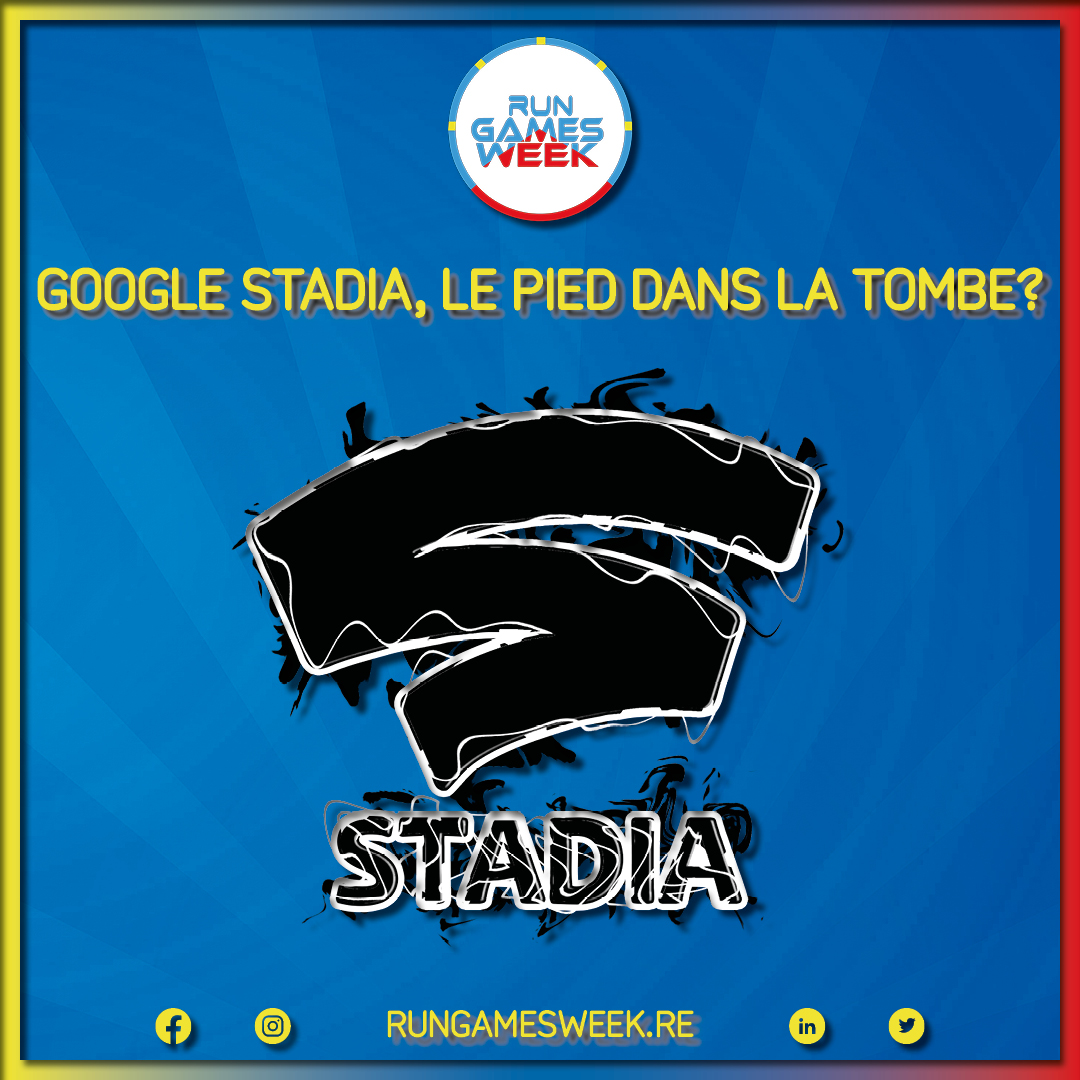 RUN
GAMES
WEEK
GOOGLE STADIA, LE PIED DANS LA TOMBE?
STADIA
RUNGAMESWEEK.RE